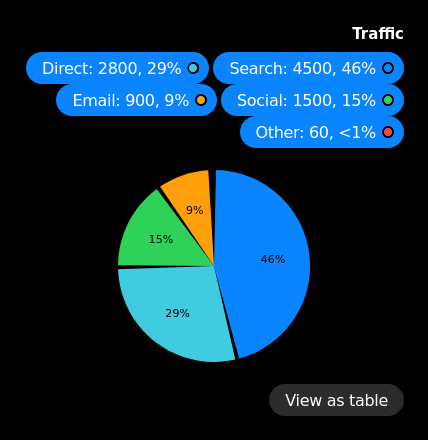 Traffic
Search: 4500, 46%
Direct: 2800, 29%
Social: 1500, 15%
Email: 900, 9%
Other: 60, <1%
9%
46%
15%
29%
View as table